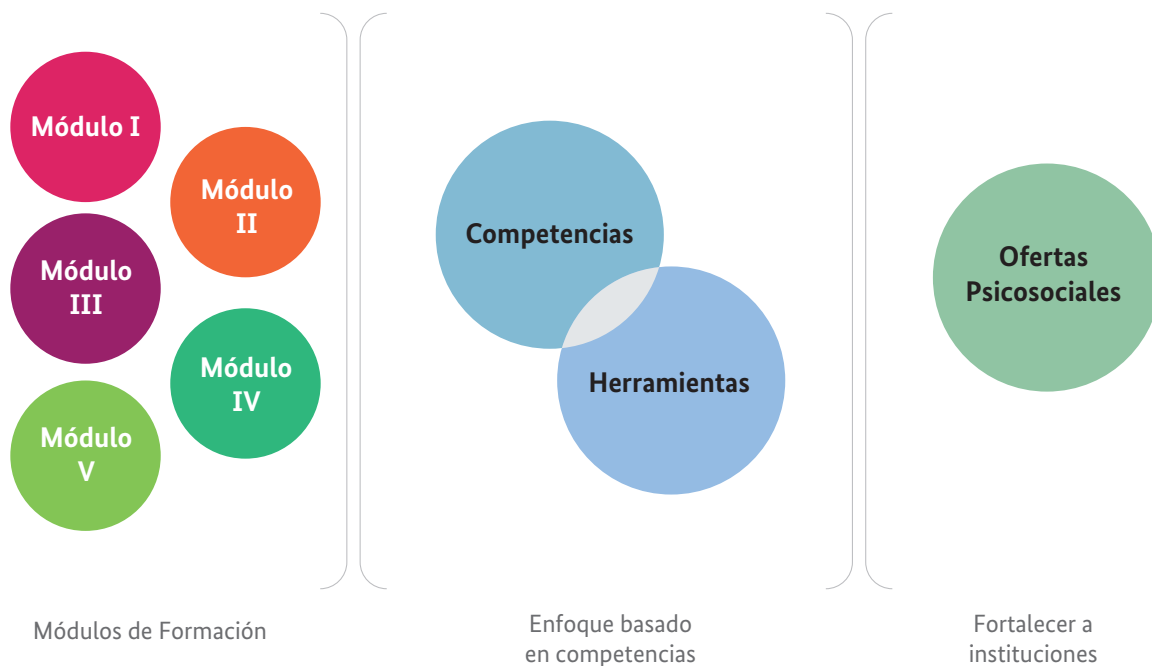 Módulo I
Módulo
II
Módulo
III
Módulo
IV
Módulo
V
Competencias
Herramientas
Ofertas
Psicosociales
Módulos de Formación
Enfoque basado
en competencias
Fortalecer a
instituciones